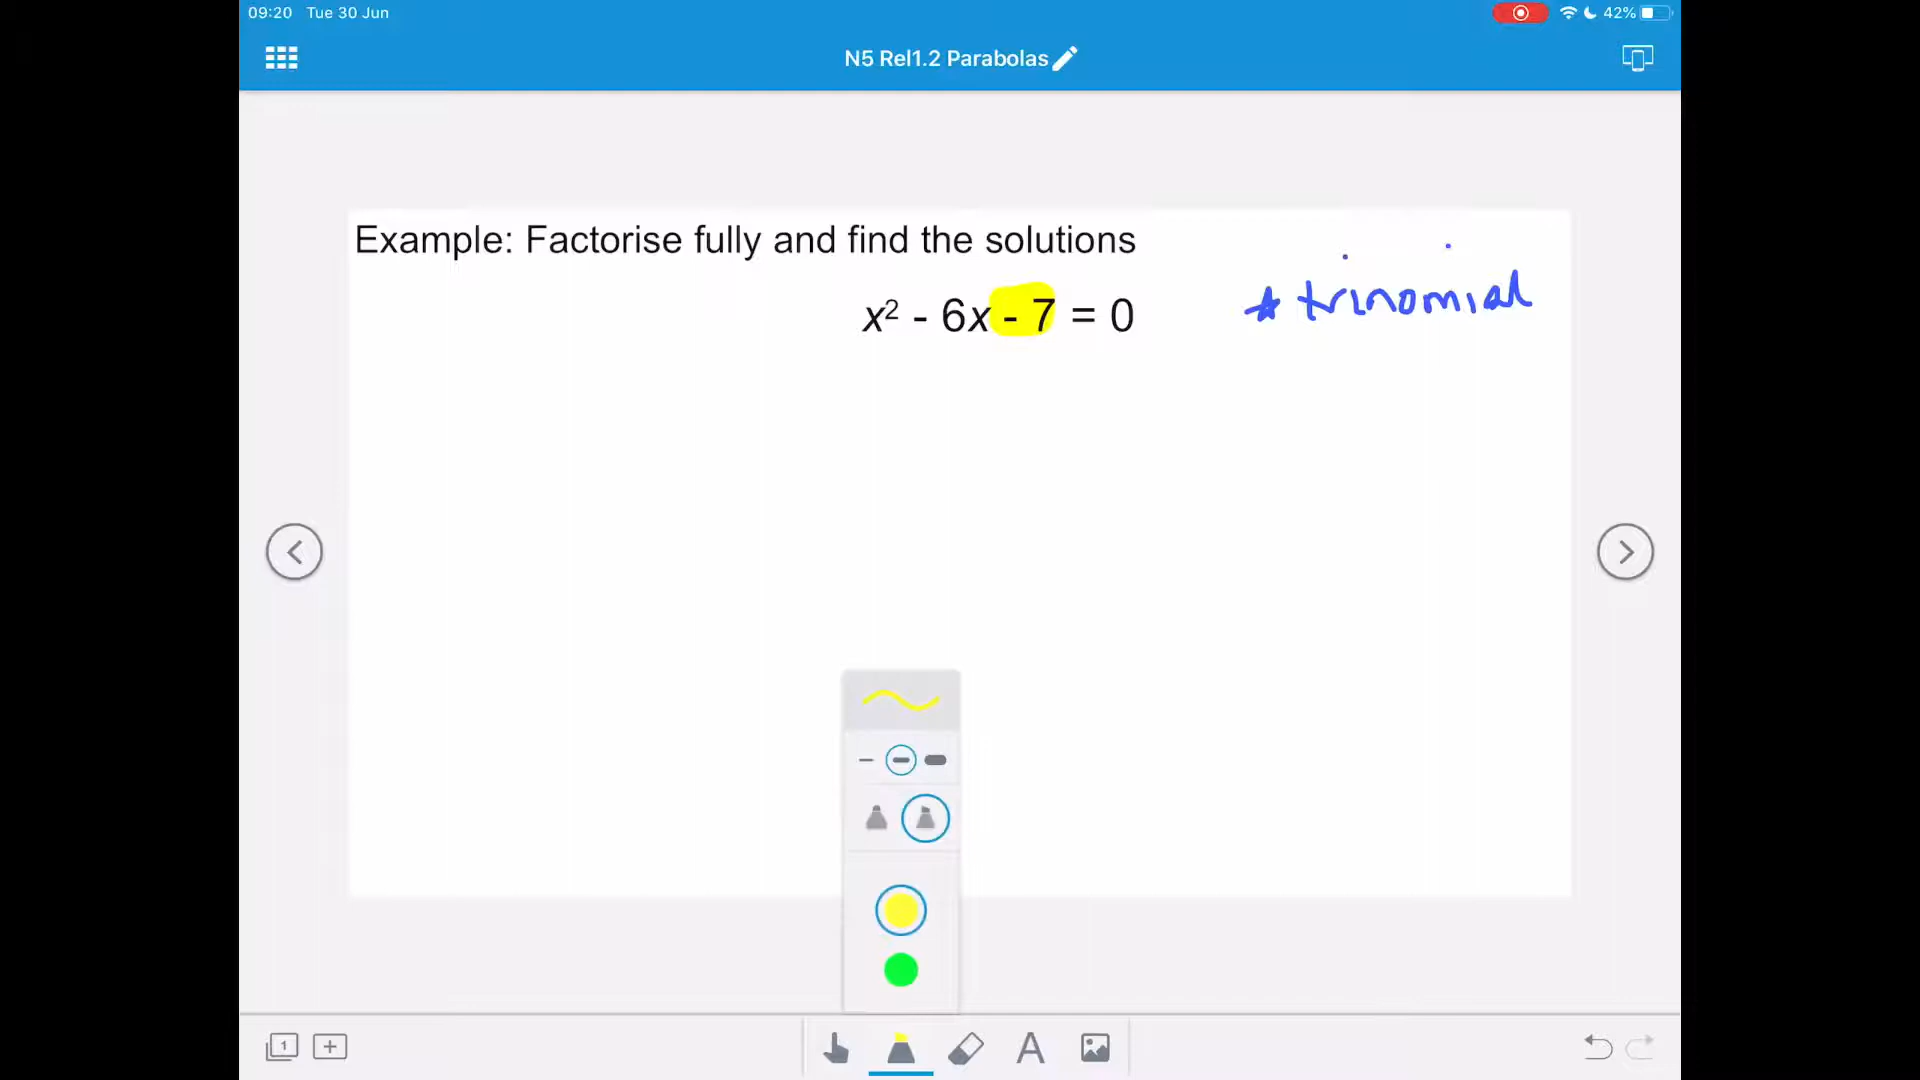 09:20 Tue 30 Jun
42%
N5 Rel1.2 Parabolas
Example: Factorise fully and find the solutions
x² - 6x - 7 = 0
* trinomial
1
A